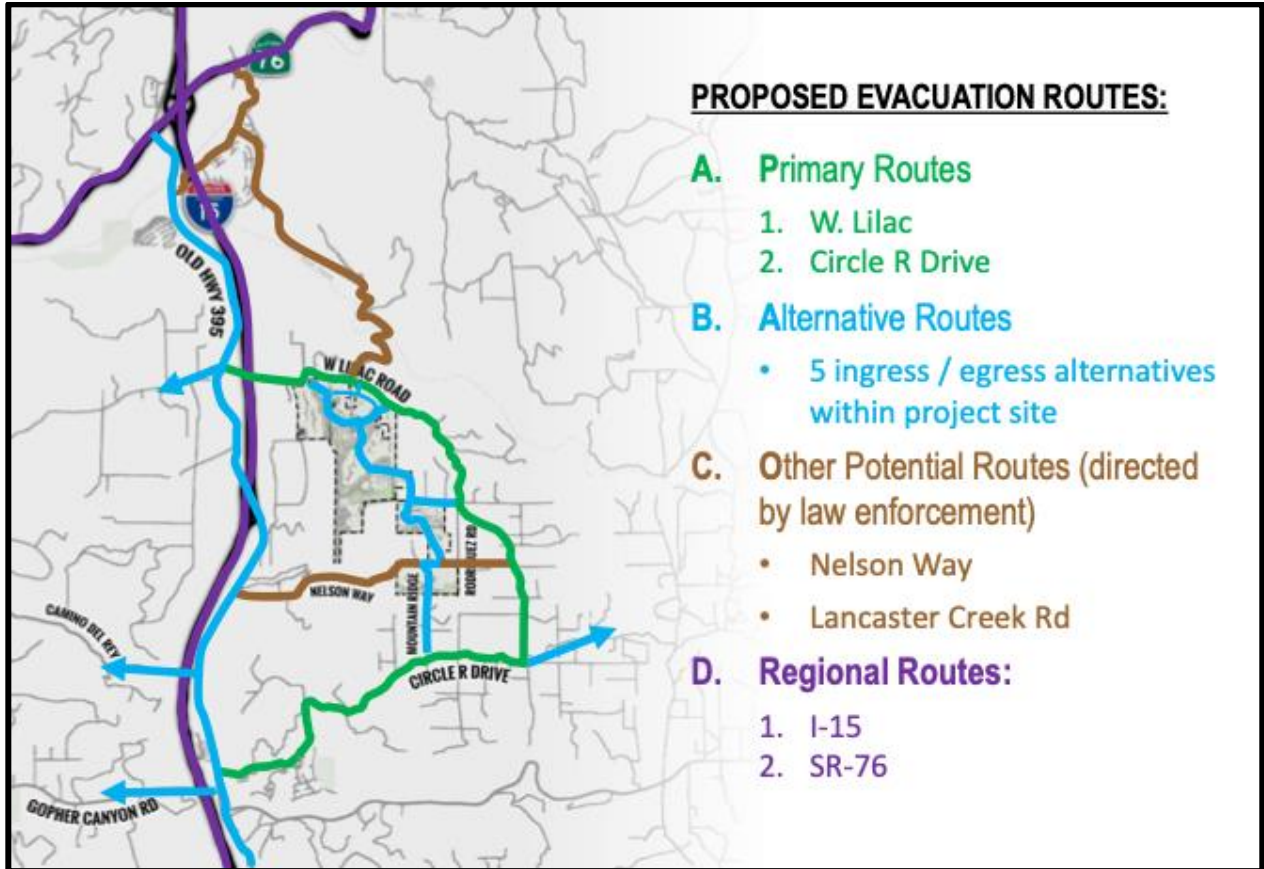 76
15
OLD HWY 395
W LILAC ROAD
NELSON WAY
MOUNTAIN RIDGE
RODRIGUEZ RD
CAMINO DEL REY
CIRCLE R DRIVE
GOPHER CANYON RD
PROPOSED EVACUATION ROUTES:
A. Primary Routes
1. W. Lilac
2. Circle R Drive
B. Alternative Routes
• 5 ingress / egress alternatives
within project site
C. Other Potential Routes (directed
by law enforcement)
• Nelson Way
• Lancaster Creek Rd
D. Regional Routes:
1. I-15
2. SR-76